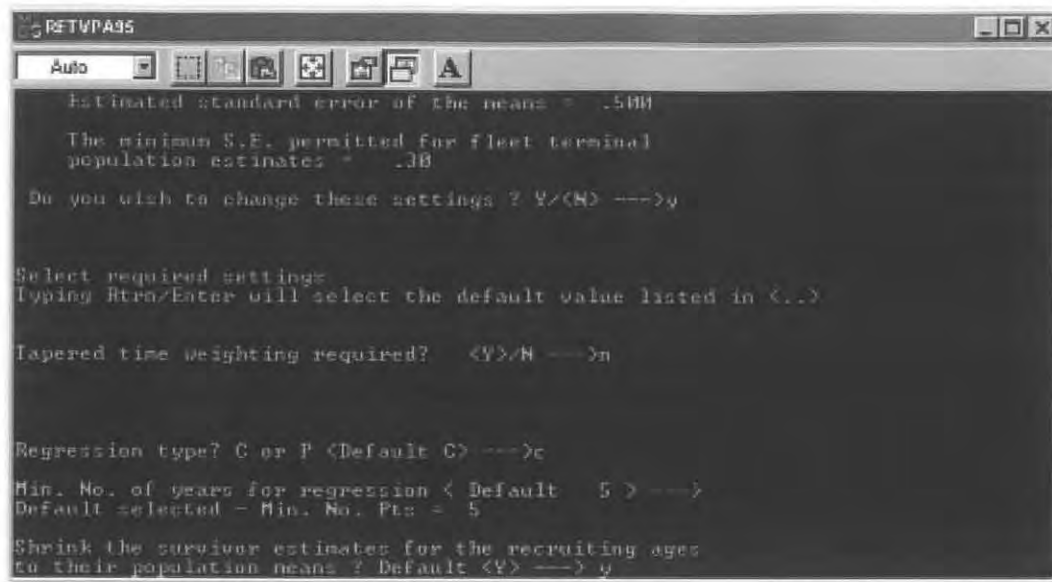 RETVPA95
Auto
A
Estimated standard error of the means = .500
The minimum S.E. permitted for fleet terminal
population estimates = .30
Do you wish to change these settings ? Y/<N> --->y
Select required settings
Typing Rtrn/Enter will select the default value listed in <..>
Tapered time weighting required? <Y>/N --->n
Regression type? C or P <Default C> --->c
Min. No. of years for regression < Default 5 > --->
Default selected - Min. No. Pts = 5
Shrink the survivor estimates for the recruiting ages
to their population means ? Default <Y> ---> y